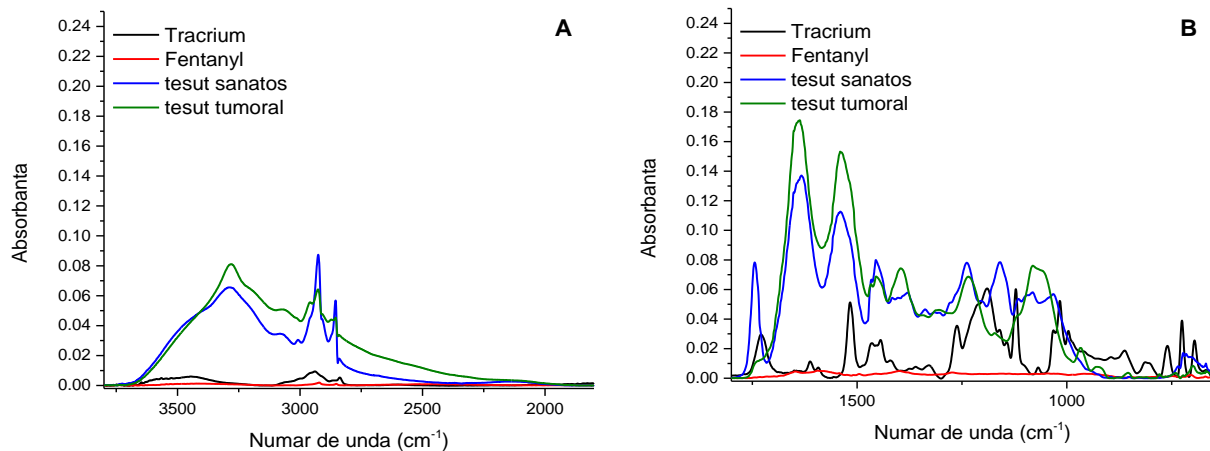 A
Tracrium
Fentanyl
tesut sanatos
tesut tumoral
Absorbanta
0.24
0.22
0.20
0.18
0.16
0.14
0.12
0.10
0.08
0.06
0.04
0.02
0.00
3500
3000
2500
2000
Numar de unda (cm⁻¹)
B
Tracrium
Fentanyl
tesut sanatos
tesut tumoral
Absorbanta
0.24
0.22
0.20
0.18
0.16
0.14
0.12
0.10
0.08
0.06
0.04
0.02
0.00
1500
1000
Numar de unda (cm⁻¹)